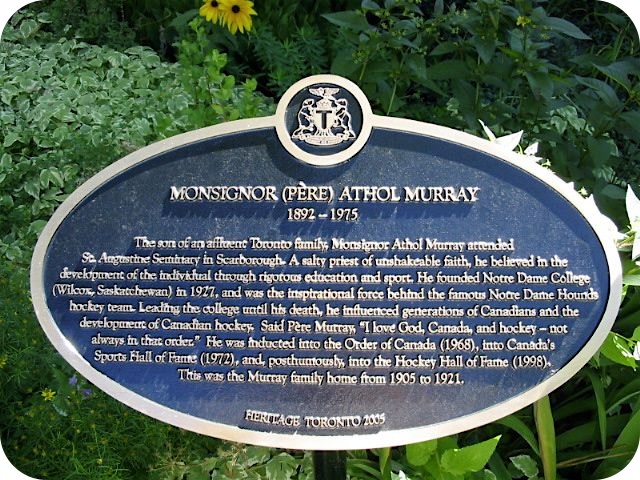 T
MONSIGNOR (PÈRE) ATHOL MURRAY
1892 – 1975
The son of an affluent Toronto family, Monsignor Athol Murray attended
St. Augustine Seminary in Scarborough. A salty priest of unshakeable faith, he believed in the
development of the individual through rigorous education and sport. He founded Notre Dame College
(Wilcox, Saskatchewan) in 1927, and was the inspirational force behind the famous Notre Dame Hounds
hockey team. Leading the college until his death, he influenced generations of Canadians and the
development of Canadian hockey. Said Père Murray, "I love God, Canada, and hockey – not
always in that order." He was inducted into the Order of Canada (1968), into Canada's
Sports Hall of Fame (1972), and, posthumously, into the Hockey Hall of Fame (1998).
This was the Murray family home from 1905 to 1921.
HERITAGE TORONTO 2005